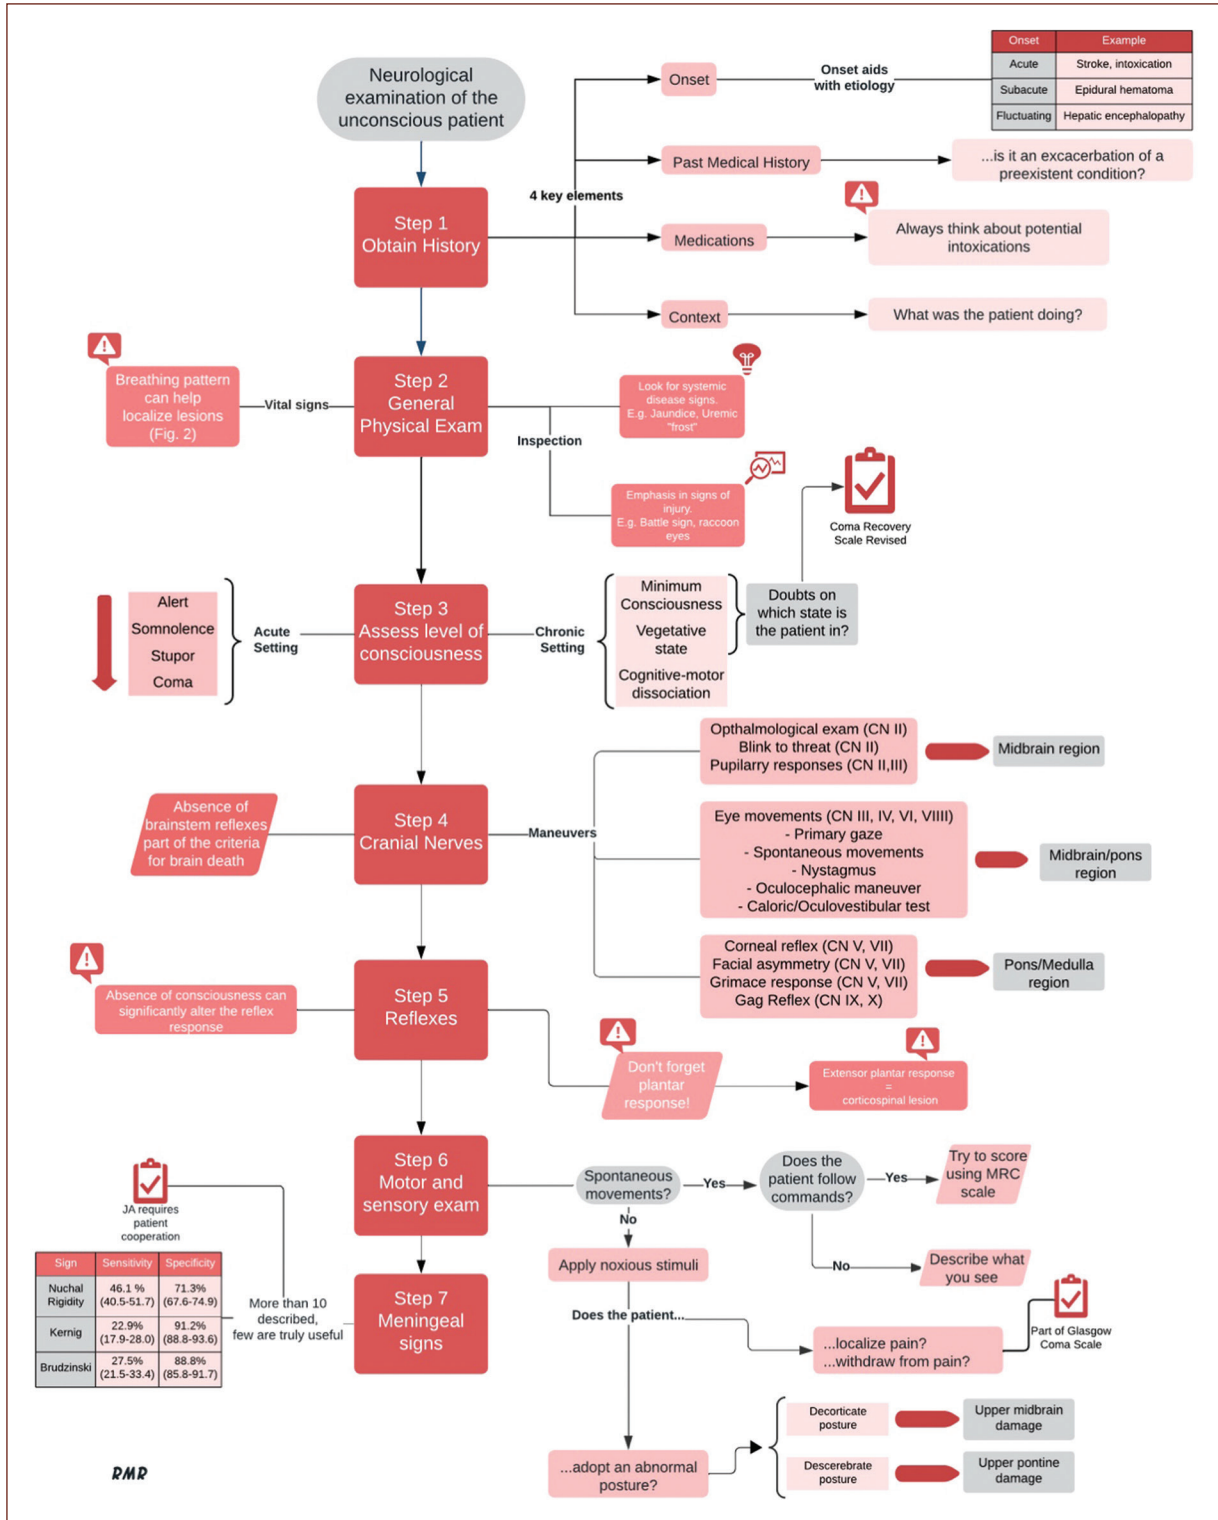 Neurological
examination of the
unconscious patient
Step 1
Obtain History
4 key elements
Onset
Onset aids
with etiology
Onset Example
Acute Stroke, intoxication
Subacute Epidural hematoma
Fluctuating Hepatic encephalopathy
Past Medical History
...is it an excacerbation of a
preexistent condition?
Medications
Always think about potential
intoxications
Context
What was the patient doing?
Step 2
General
Physical Exam
Vital signs
Breathing pattern
can help
localize lesions
(Fig. 2)
Inspection
Look for systemic
disease signs.
E.g. Jaundice, Uremic
"frost"
Emphasis in signs of
injury.
E.g. Battle sign, raccoon
eyes
Step 3
Assess level of
consciousness
Acute
Setting
Alert
Somnolence
Stupor
Coma
Chronic
Setting
Minimum
Consciousness
Vegetative
state
Cognitive-motor
dissociation
Doubts on
which state is
the patient in?
Coma Recovery
Scale Revised
Step 4
Cranial Nerves
Absence of
brainstem reflexes
part of the criteria
for brain death
Maneuvers
Opthalmological exam (CN II)
Blink to threat (CN II)
Pupilarry responses (CN II,III)
Midbrain region
Eye movements (CN III, IV, VI, VIIII)
- Primary gaze
- Spontaneous movements
- Nystagmus
- Oculocephalic maneuver
- Caloric/Oculovestibular test
Midbrain/pons
region
Corneal reflex (CN V, VII)
Facial asymmetry (CN V, VII)
Grimace response (CN V, VII)
Gag Reflex (CN IX, X)
Pons/Medulla
region
Step 5
Reflexes
Absence of consciousness can
significantly alter the reflex
response
Don't forget
plantar
response!
Extensor plantar response
=
corticospinal lesion
Step 6
Motor and
sensory exam
Spontaneous
movements?
Yes
Does the
patient follow
commands?
Yes
Try to score
using MRC
scale
No
Describe what
you see
No
Apply noxious stimuli
Does the patient...
...localize pain?
...withdraw from pain?
Part of Glasgow
Coma Scale
...adopt an abnormal
posture?
Decorticate
posture
Upper midbrain
damage
Descerebrate
posture
Upper pontine
damage
Step 7
Meningeal
signs
More than 10
described,
few are truly useful
JA requires
patient
cooperation
Sign Sensitivity Specificity
Nuchal
Rigidity
46.1 %
(40.5-51.7)
71.3%
(67.6-74.9)
Kernig
22.9%
(17.9-28.0)
91.2%
(88.8-93.6)
Brudzinski
27.5%
(21.5-33.4)
88.8%
(85.8-91.7)
RMR